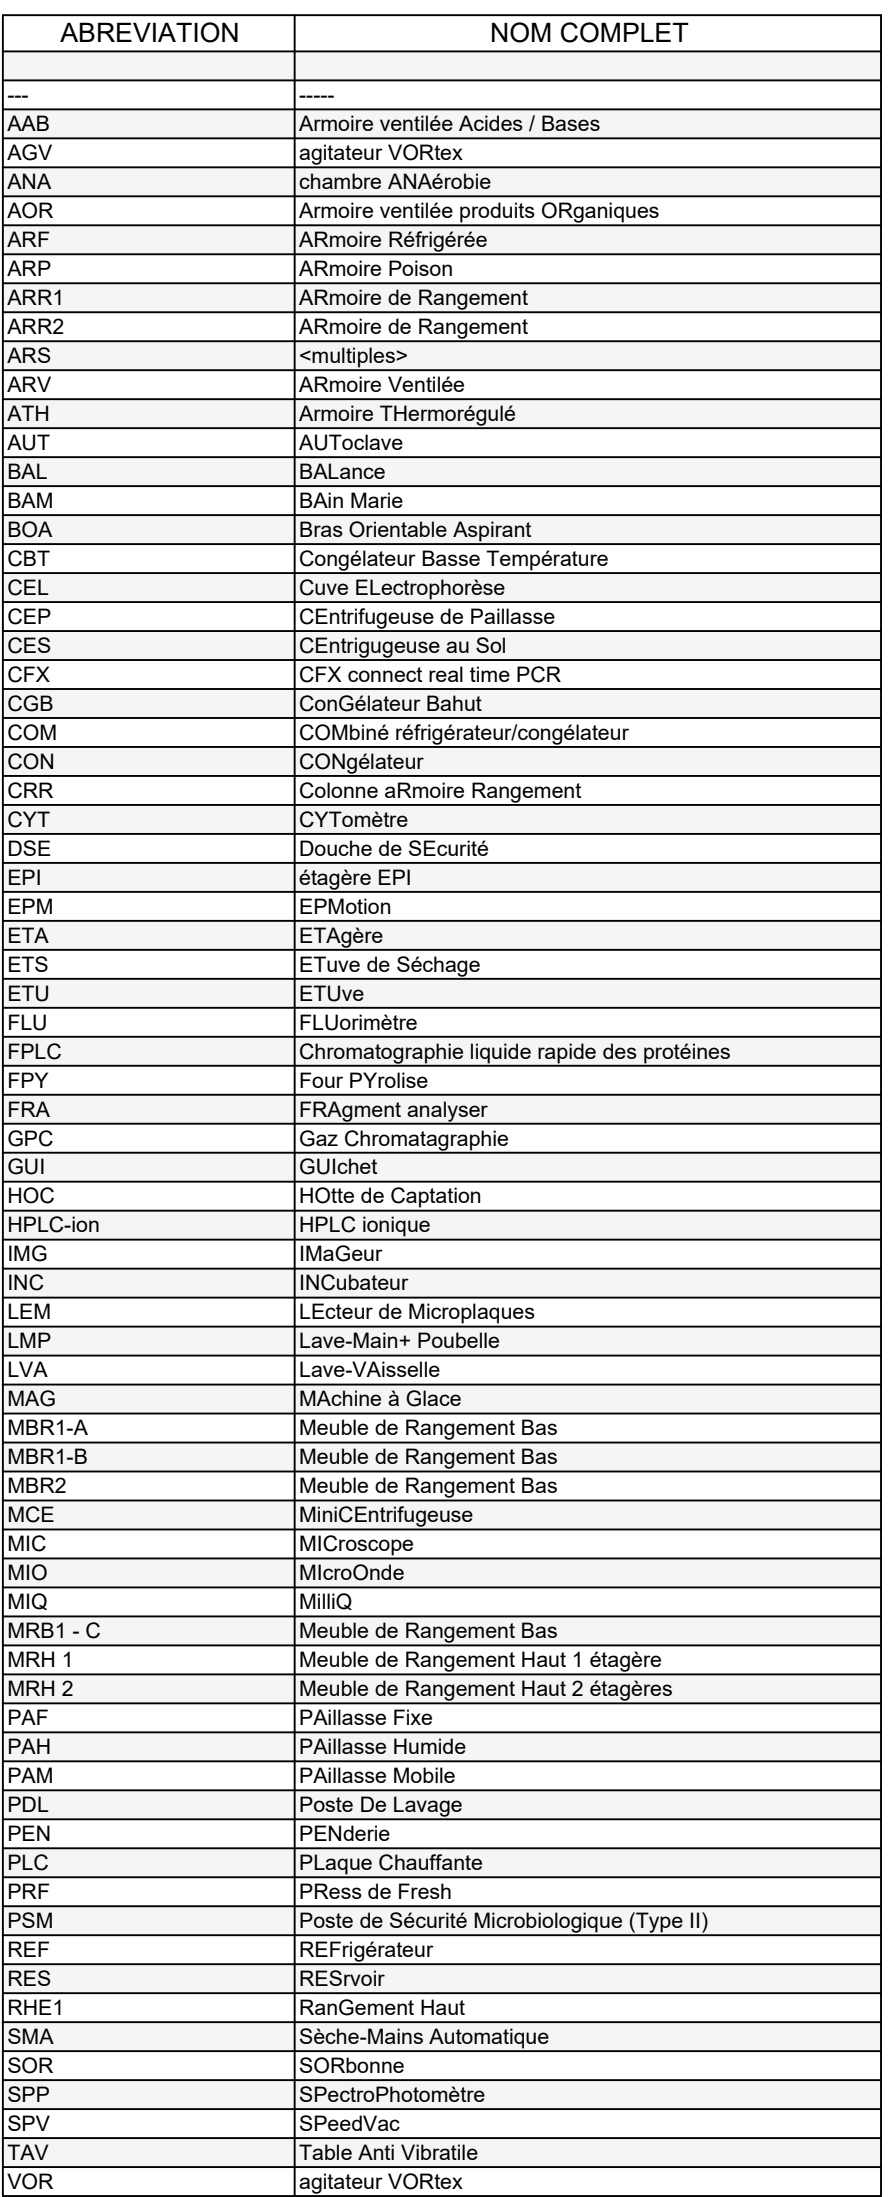 ABREVIATION NOM COMPLET
--- -----
AAB Armoire ventilée Acides / Bases
AGV agitateur VORtex
ANA chambre ANAérobie
AOR Armoire ventilée produits ORganiques
ARF ARmoire Réfrigérée
ARP ARmoire Poison
ARR1 ARmoire de Rangement
ARR2 ARmoire de Rangement
ARS <multiples>
ARV ARmoire Ventilée
ATH Armoire THermorégulé
AUT AUToclave
BAL BALance
BAM BAin Marie
BOA Bras Orientable Aspirant
CBT Congélateur Basse Température
CEL Cuve ELectrophorèse
CEP CEntrifugeuse de Paillasse
CES CEntrigugeuse au Sol
CFX CFX connect real time PCR
CGB ConGélateur Bahut
COM COMbiné réfrigérateur/congélateur
CON CONgélateur
CRR Colonne aRmoire Rangement
CYT CYTomètre
DSE Douche de SEcurité
EPI étagère EPI
EPM EPMotion
ETA ETAgère
ETS ETuve de Séchage
ETU ETUve
FLU FLUorimètre
FPLC Chromatographie liquide rapide des protéines
FPY Four PYrolise
FRA FRAgment analyser
GPC Gaz Chromatagraphie
GUI GUIchet
HOC HOtte de Captation
HPLC-ion HPLC ionique
IMG IMaGeur
INC INCubateur
LEM LEcteur de Microplaques
LMP Lave-Main+ Poubelle
LVA Lave-VAisselle
MAG MAchine à Glace
MBR1-A Meuble de Rangement Bas
MBR1-B Meuble de Rangement Bas
MBR2 Meuble de Rangement Bas
MCE MiniCEntrifugeuse
MIC MICroscope
MIO MIcroOnde
MIQ MilliQ
MRB1 - C Meuble de Rangement Bas
MRH 1 Meuble de Rangement Haut 1 étagère
MRH 2 Meuble de Rangement Haut 2 étagères
PAF PAillasse Fixe
PAH PAillasse Humide
PAM PAillasse Mobile
PDL Poste De Lavage
PEN PENderie
PLC PLaque Chauffante
PRF PRess de Fresh
PSM Poste de Sécurité Microbiologique (Type II)
REF REFrigérateur
RES RESrvoir
RHE1 RanGement Haut
SMA Sèche-Mains Automatique
SOR SORbonne
SPP SPectroPhotomètre
SPV SPeedVac
TAV Table Anti Vibratile
VOR agitateur VORtex